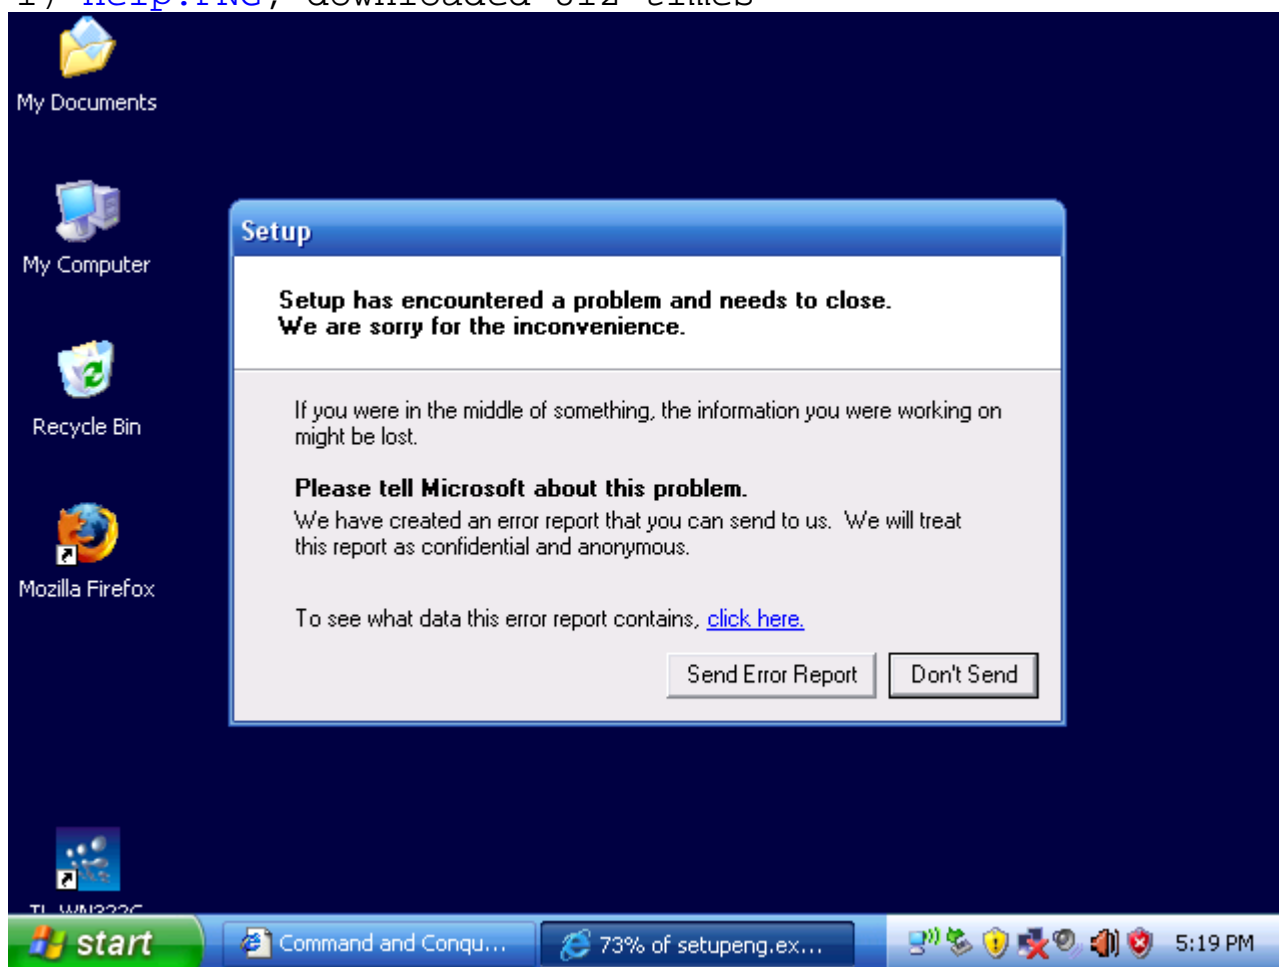 My Documents
My Computer
Recycle Bin
Mozilla Firefox
Setup
Setup has encountered a problem and needs to close.
We are sorry for the inconvenience.
If you were in the middle of something, the information you were working on
might be lost.
Please tell Microsoft about this problem.
We have created an error report that you can send to us. We will treat
this report as confidential and anonymous.
To see what data this error report contains, click here.
Send Error Report
Don't Send
start
Command and Conqu...
73% of setupeng.ex...
5:19 PM